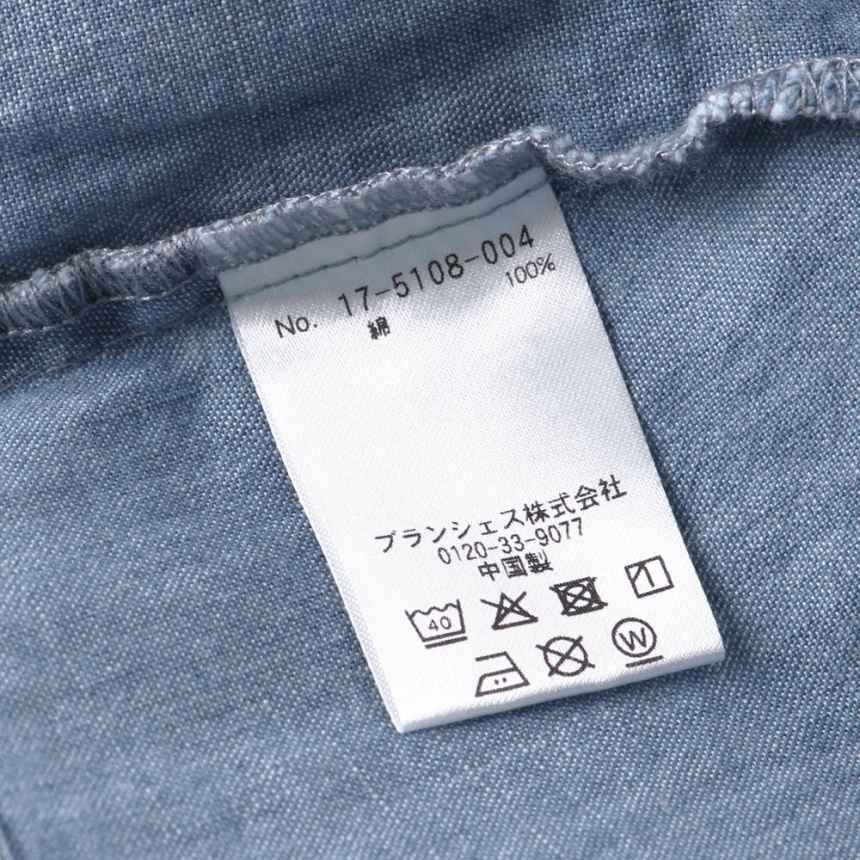 No. 17-5108-004
綿 100%
ブランシェス株式会社
0120-33-9077
中国製
40
W